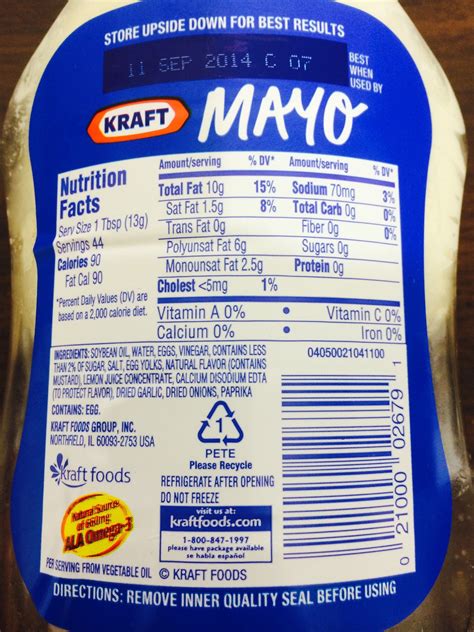 STORE UPSIDE DOWN FOR BEST RESULTS
11 SEP 2014 C 07
BEST
WHEN
USED BY
KRAFT
MAYO
Nutrition
Facts
Serv Size 1 Tbsp (13g)
Servings 44
Calories 90
Fat Cal 90
*Percent Daily Values (DV) are
based on a 2,000 calorie diet.
Amount/serving % DV*
Total Fat 10g 15%
Sat Fat 1.5g 8%
Trans Fat 0g
Polyunsat Fat 6g
Monounsat Fat 2.5g
Cholest <5mg 1%
Amount/serving % DV*
Sodium 70mg 3%
Total Carb 0g 0%
Fiber 0g 0%
Sugars 0g
Protein 0g
Vitamin A 0% • Vitamin C 0%
Calcium 0% • Iron 0%
INGREDIENTS: SOYBEAN OIL, WATER, EGGS, VINEGAR, CONTAINS LESS
THAN 2% OF SUGAR, SALT, EGG YOLKS, NATURAL FLAVOR (CONTAINS
MUSTARD), LEMON JUICE CONCENTRATE, CALCIUM DISODIUM EDTA
(TO PROTECT FLAVOR), DRIED GARLIC, DRIED ONIONS, PAPRIKA
CONTAINS: EGG.
KRAFT FOODS GROUP, INC.
NORTHFIELD, IL 60093-2753 USA
kraft foods
Natural Source
ALA Omega-3
PER SERVING FROM VEGETABLE OIL
1
PETE
Please Recycle
REFRIGERATE AFTER OPENING
DO NOT FREEZE
visit us at:
kraftfoods.com
1-800-847-1997
please have package available
se habla español
© KRAFT FOODS
04050021041100
0 21000 02679 1
DIRECTIONS: REMOVE INNER QUALITY SEAL BEFORE USING